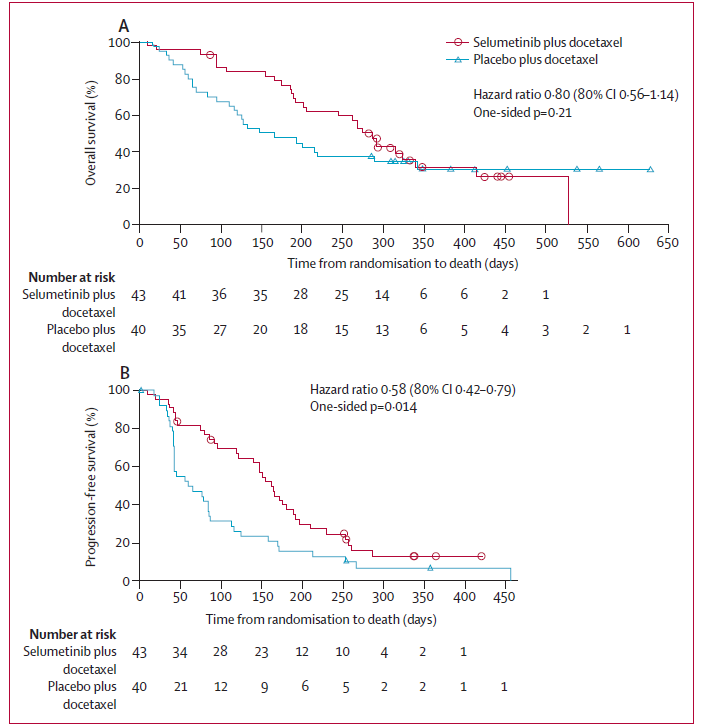 A
Overall survival (%)
100
80
60
40
20
0
Selumetinib plus docetaxel
Placebo plus docetaxel
Hazard ratio 0·80 (80% CI 0·56–1·14)
One-sided p=0·21
0 50 100 150 200 250 300 350 400 450 500 550 600 650
Time from randomisation to death (days)
Number at risk
Selumetinib plus 43 41 36 35 28 25 14 6 6 2 1
docetaxel
Placebo plus 40 35 27 20 18 15 13 6 5 4 3 2 1
docetaxel
B
Progression-free survival (%)
100
80
60
40
20
0
Hazard ratio 0·58 (80% CI 0·42–0·79)
One-sided p=0·014
0 50 100 150 200 250 300 350 400 450
Time from randomisation to death (days)
Number at risk
Selumetinib plus 43 34 28 23 12 10 4 2 1
docetaxel
Placebo plus 40 21 12 9 6 5 2 2 1 1
docetaxel